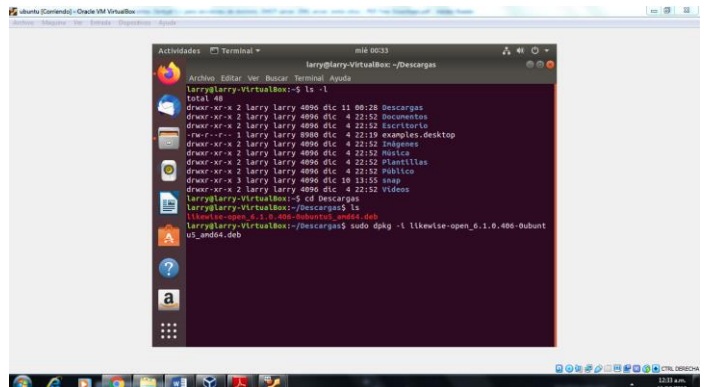 ubuntu [Corriendo] - Oracle VM VirtualBox
Archivo Máquina Ver Entrada Dispositivos Ayuda
Actividades Terminal mié 00:33
larry@larry-VirtualBox: ~/Descargas
Archivo Editar Ver Buscar Terminal Ayuda
larry@larry-VirtualBox:~$ ls -l
total 48
drwxr-xr-x 2 larry larry 4096 dic 11 00:28 Descargas
drwxr-xr-x 2 larry larry 4096 dic 4 22:52 Documentos
drwxr-xr-x 2 larry larry 4096 dic 4 22:52 Escritorio
-rw-r--r-- 1 larry larry 8980 dic 4 22:19 examples.desktop
drwxr-xr-x 2 larry larry 4096 dic 4 22:52 Imágenes
drwxr-xr-x 2 larry larry 4096 dic 4 22:52 Música
drwxr-xr-x 2 larry larry 4096 dic 4 22:52 Plantillas
drwxr-xr-x 2 larry larry 4096 dic 4 22:52 Público
drwxr-xr-x 3 larry larry 4096 dic 10 13:55 snap
drwxr-xr-x 2 larry larry 4096 dic 4 22:52 Vídeos
larry@larry-VirtualBox:~$ cd Descargas
larry@larry-VirtualBox:~/Descargas$ ls
likewise-open_6.1.0.406-0ubuntu5_amd64.deb
larry@larry-VirtualBox:~/Descargas$ sudo dpkg -i likewise-open_6.1.0.406-0ubunt
u5_amd64.deb
CTRL DERECHA
12:33 a.m.